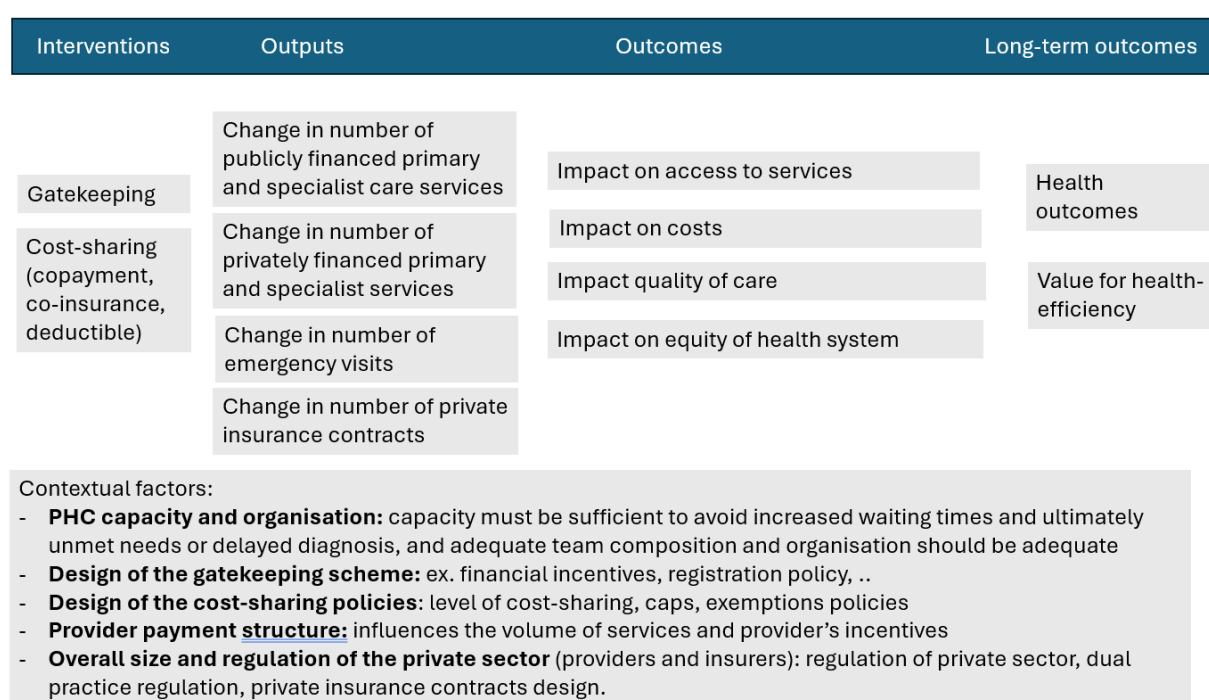 Interventions
Outputs
Outcomes
Long-term outcomes
Gatekeeping
Cost-sharing
(copayment,
co-insurance,
deductible)
Change in number of
publicly financed primary
and specialist care services
Change in number of
privately financed primary
and specialist services
Change in number of
emergency visits
Change in number of private
insurance contracts
Impact on access to services
Impact on costs
Impact quality of care
Impact on equity of health system
Health
outcomes
Value for health-
efficiency
Contextual factors:
- PHC capacity and organisation: capacity must be sufficient to avoid increased waiting times and ultimately
unmet needs or delayed diagnosis, and adequate team composition and organisation should be adequate
- Design of the gatekeeping scheme: ex. financial incentives, registration policy, ..
- Design of the cost-sharing policies: level of cost-sharing, caps, exemptions policies
- Provider payment structure: influences the volume of services and provider's incentives
- Overall size and regulation of the private sector (providers and insurers): regulation of private sector, dual
practice regulation, private insurance contracts design.